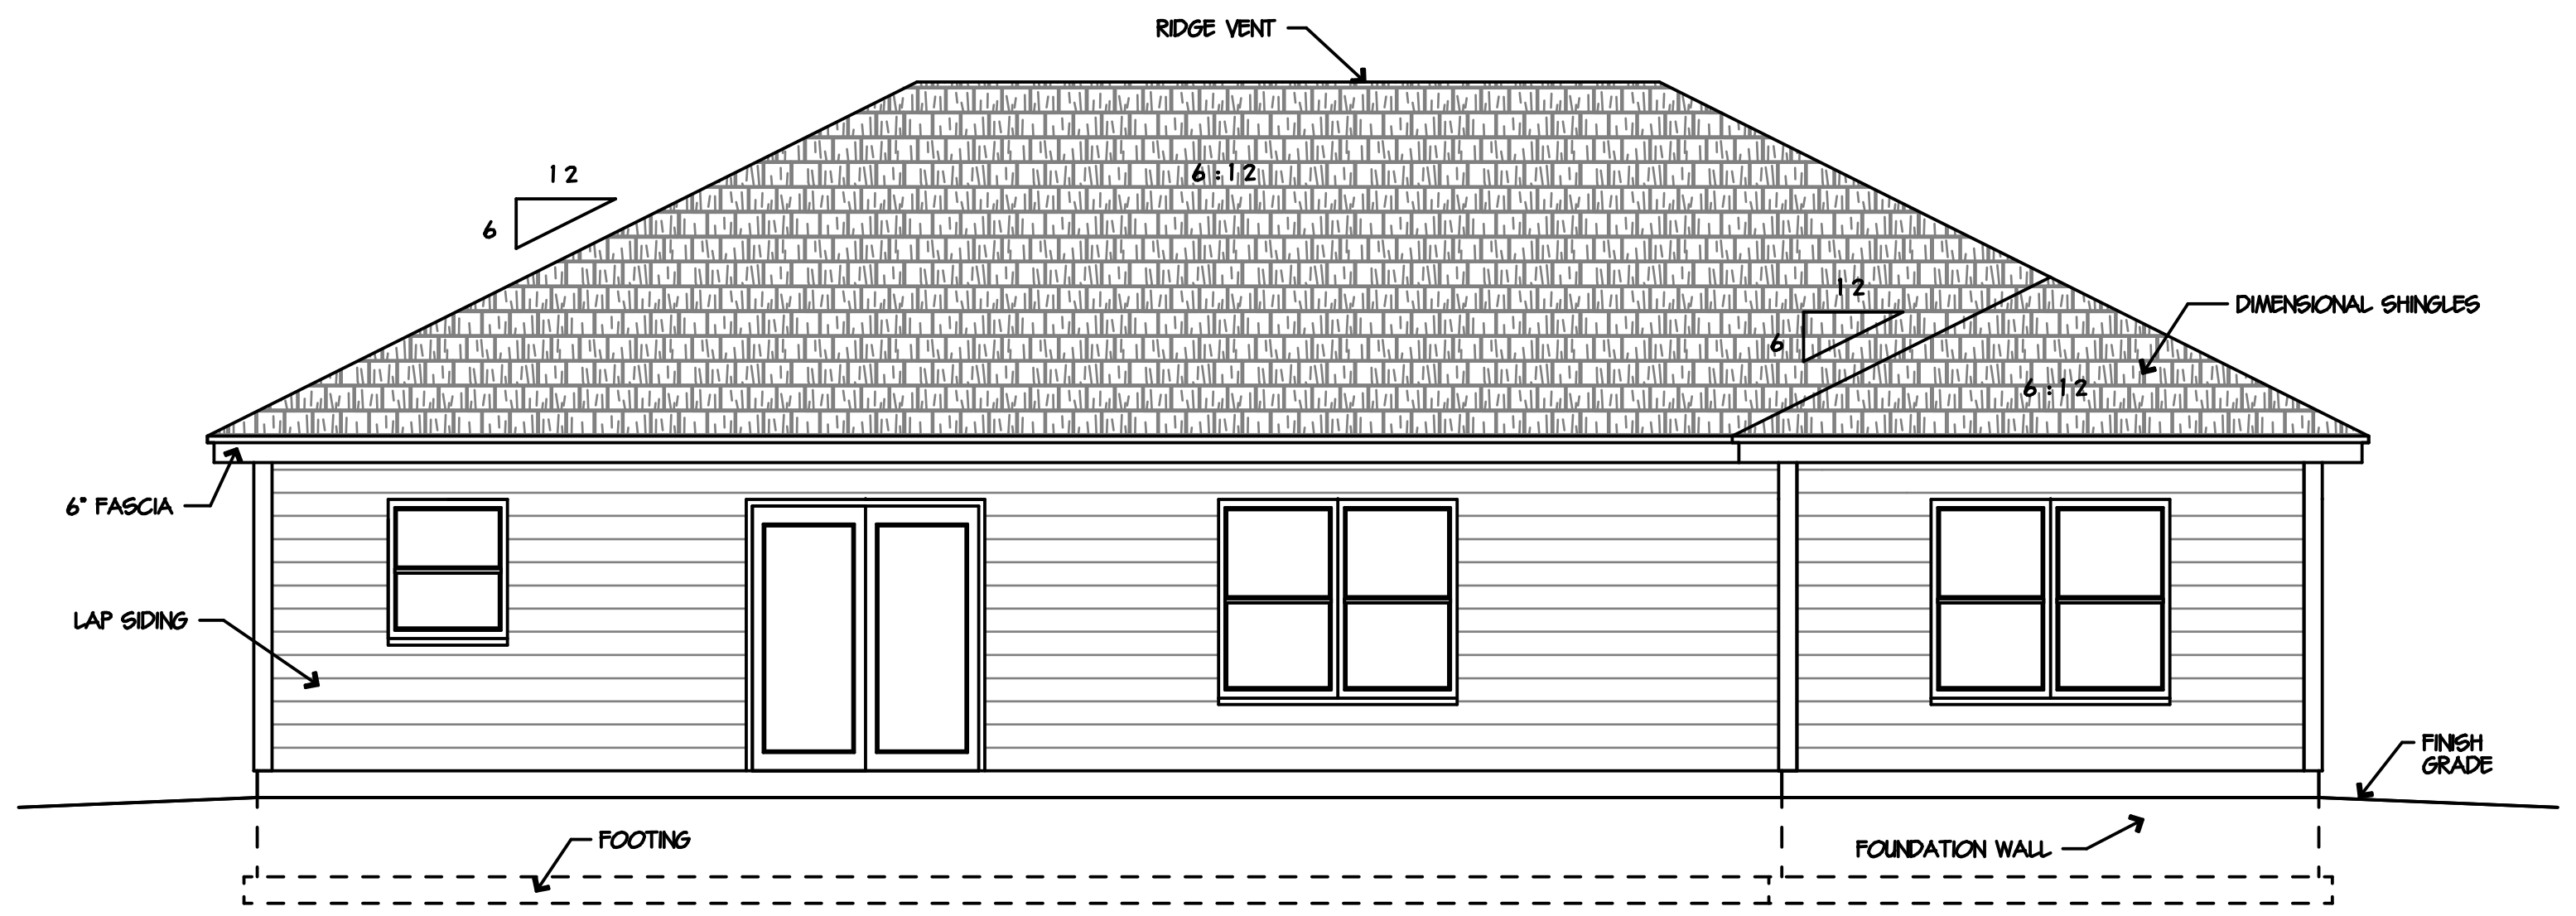 RIDGE VENT
12
6
6:12
12
6
DIMENSIONAL SHINGLES
6:12
6" FASCIA
LAP SIDING
FINISH
GRADE
FOOTING
FOUNDATION WALL